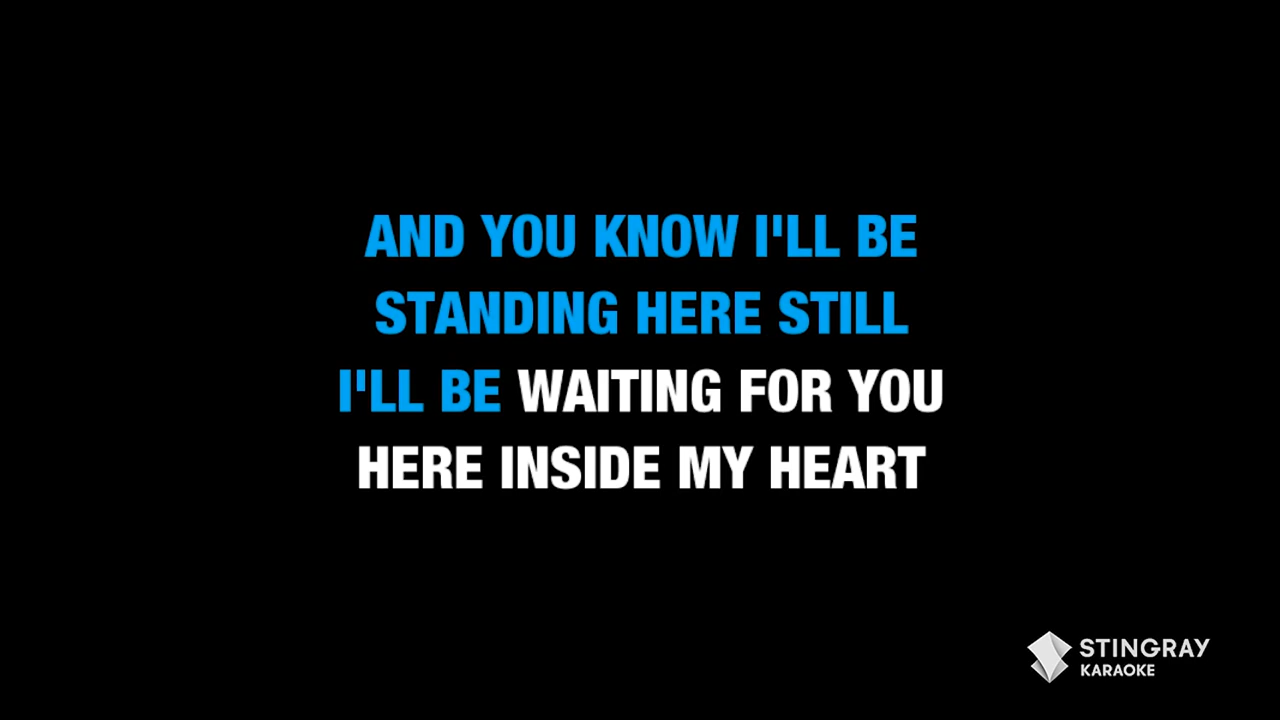 AND YOU KNOW I'LL BE
STANDING HERE STILL
I'LL BE WAITING FOR YOU
HERE INSIDE MY HEART
STINGRAY
KARAOKE